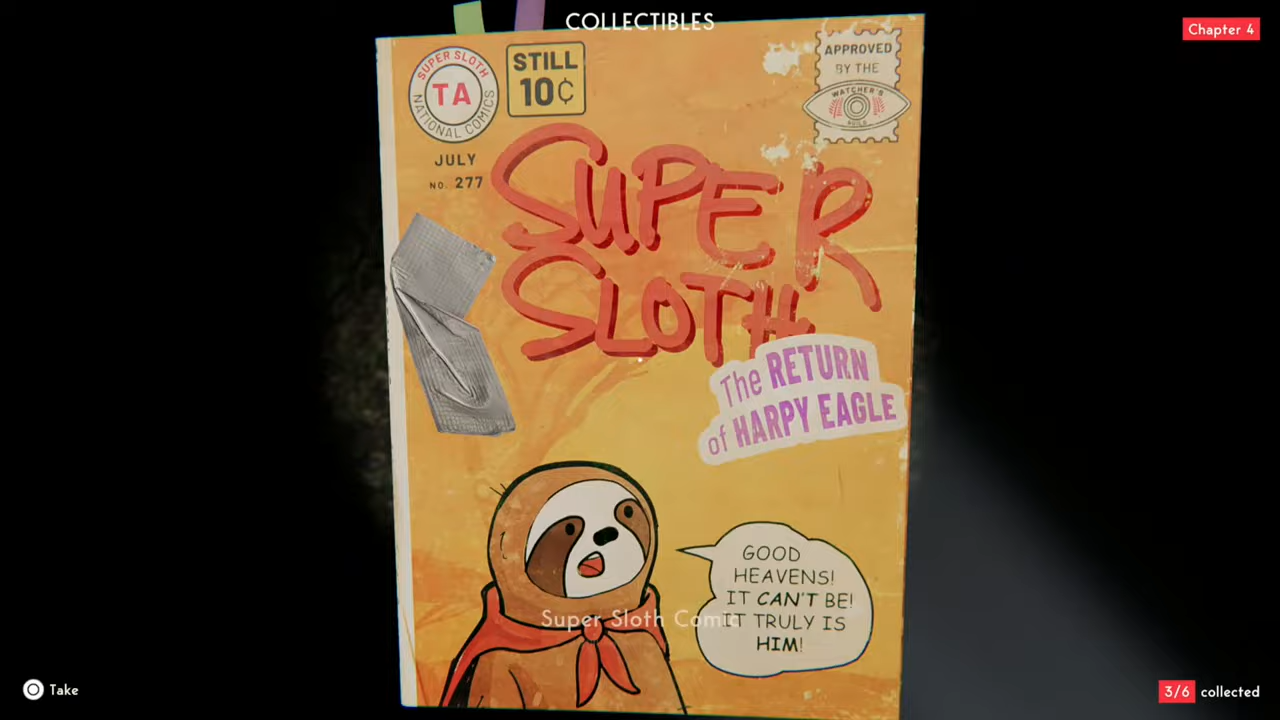 COLLECTIBLES
Chapter 4
SUPER SLOTH
TA
NATIONAL COMICS
STILL
10¢
APPROVED
BY THE
WATCHER'S
GUILD
JULY
NO. 277
SUPER
SLOTH
The RETURN
of HARPY EAGLE
GOOD
HEAVENS!
IT CAN'T BE!
IT TRULY IS
HIM!
Super Sloth Comic
Take
3/6 collected